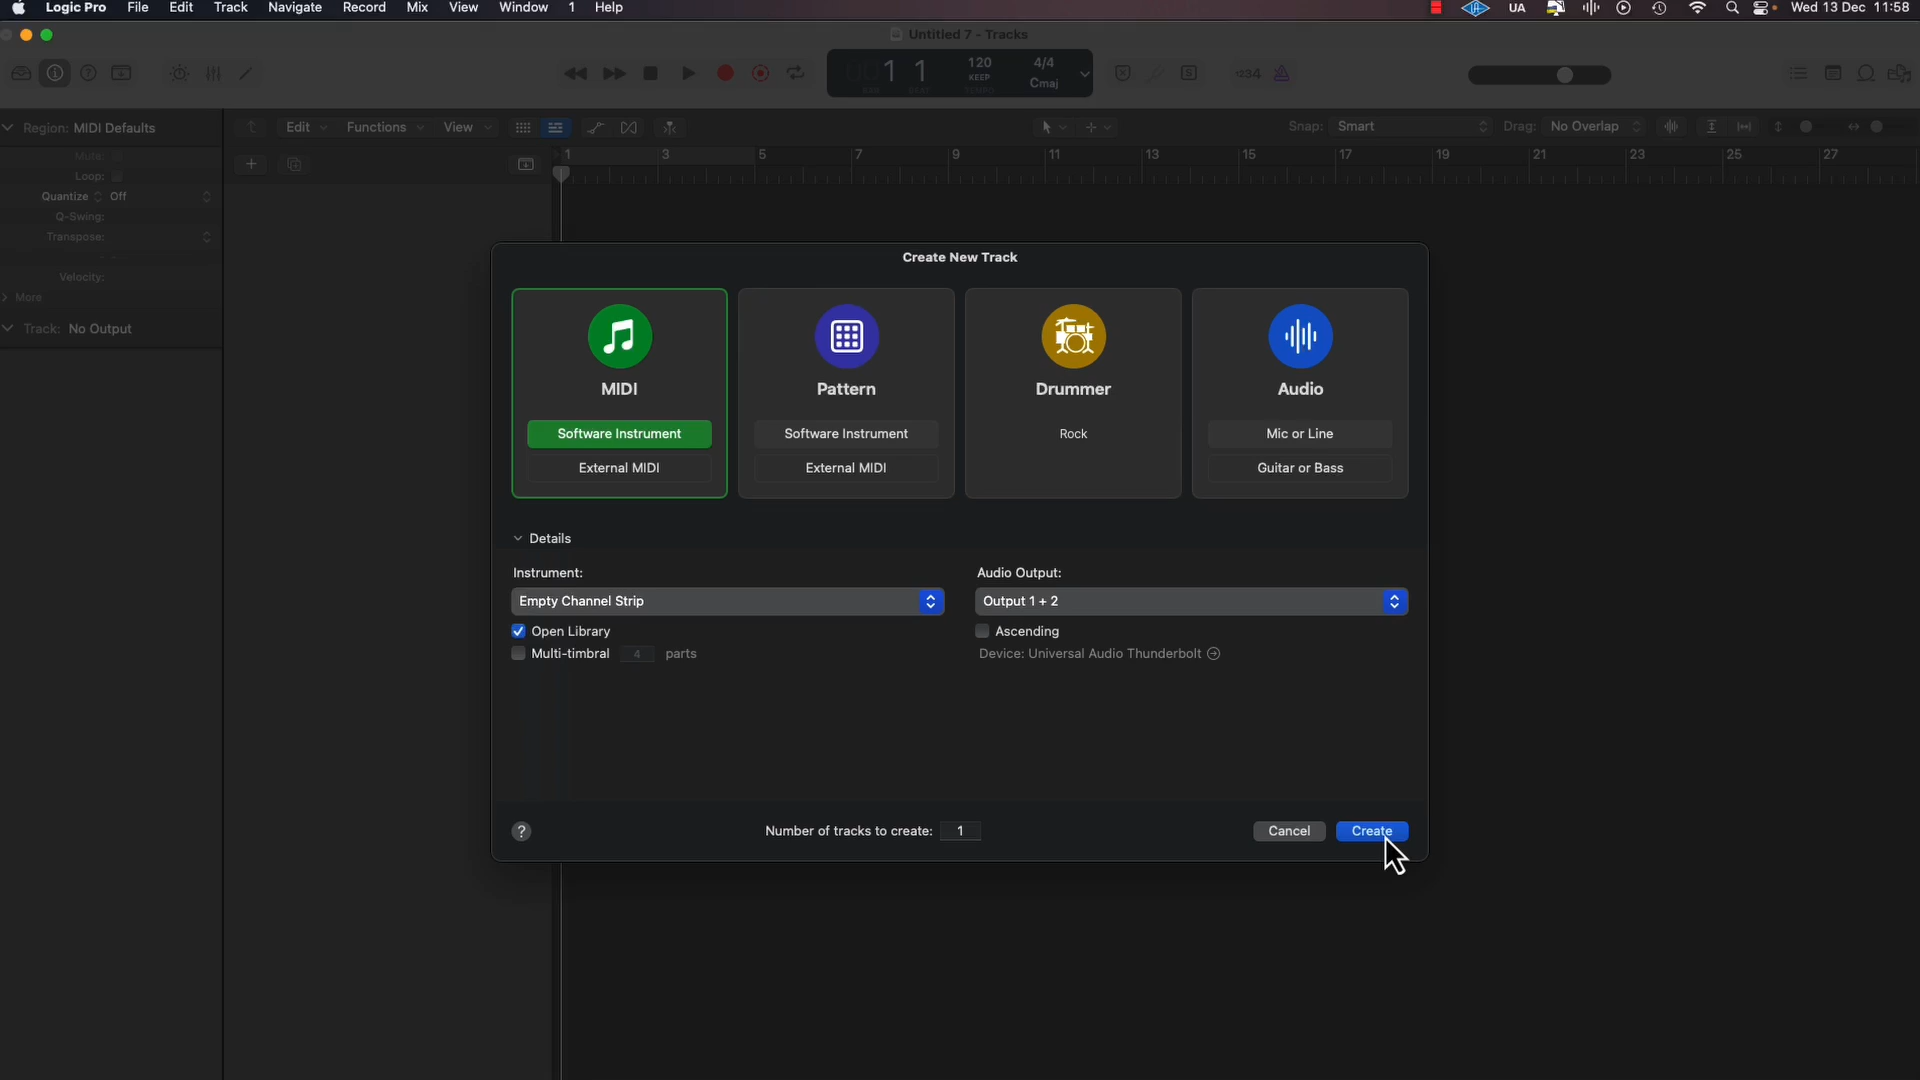 Logic Pro File Edit Track Navigate Record Mix View Window 1 Help UA Wed 13 Dec 11:58
Untitled 7 - Tracks
1 1 120 4/4
KEEP Cmaj
BEAT TEMPO
1234
Region: MIDI Defaults
Edit Functions View
Snap: Smart Drag: No Overlap
Mute:
Loop:
Quantize Off
Q-Swing:
Transpose:
Velocity:
More
Track: No Output
1 3 5 7 9 11 13 15 17 19 21 23 25 27
Create New Track
MIDI
Software Instrument
External MIDI
Pattern
Software Instrument
External MIDI
Drummer
Rock
Audio
Mic or Line
Guitar or Bass
Details
Instrument:
Empty Channel Strip
Open Library
Multi-timbral 4 parts
Audio Output:
Output 1 + 2
Ascending
Device: Universal Audio Thunderbolt
? Number of tracks to create: 1 Cancel Create